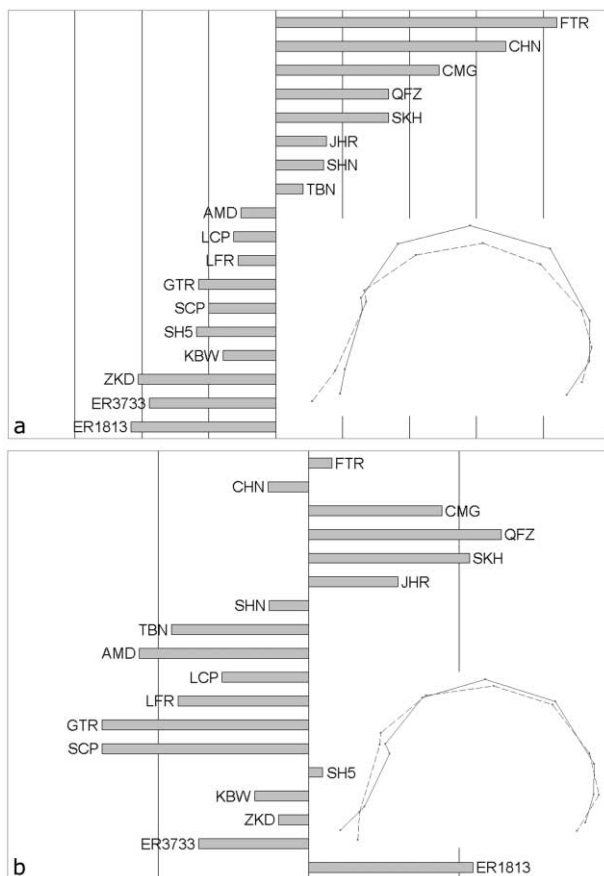 FTR
CHN
CMG
QFZ
SKH
JHR
SHN
TBN
AMD
LCP
LFR
GTR
SCP
SH5
KBW
ZKD
ER3733
a ER1813
FTR
CHN
CMG
QFZ
SKH
JHR
SHN
TBN
AMD
LCP
LFR
GTR
SCP
SH5
KBW
ZKD
ER3733
b ER1813